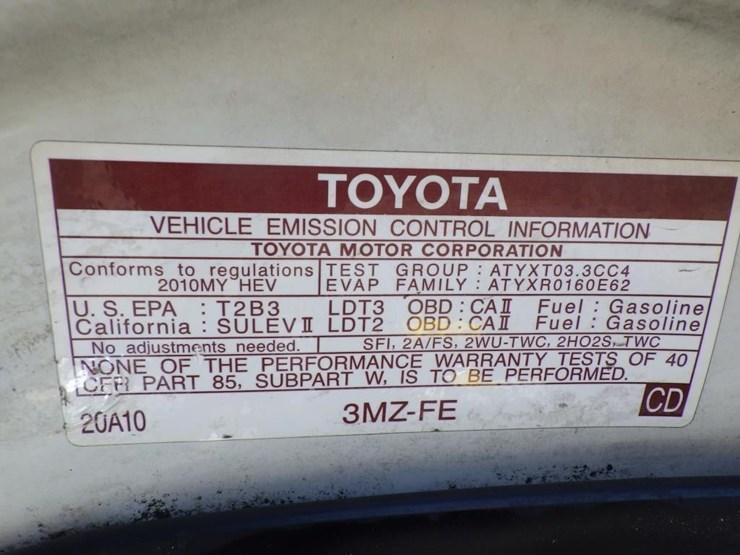 TOYOTA
VEHICLE EMISSION CONTROL INFORMATION
TOYOTA MOTOR CORPORATION
Conforms to regulations TEST GROUP : ATYXT03.3CC4
2010MY HEV EVAP FAMILY : ATYXR0160E62
U.S. EPA : T2B3 LDT3 OBD : CAⅡ Fuel : Gasoline
California : SULEVⅡ LDT2 OBD : CAⅡ Fuel : Gasoline
No adjustments needed. SFI, 2A/FS, 2WU-TWC, 2HO2S, TWC
NONE OF THE PERFORMANCE WARRANTY TESTS OF 40
CFR PART 85, SUBPART W, IS TO BE PERFORMED.
20A10 3MZ-FE CD